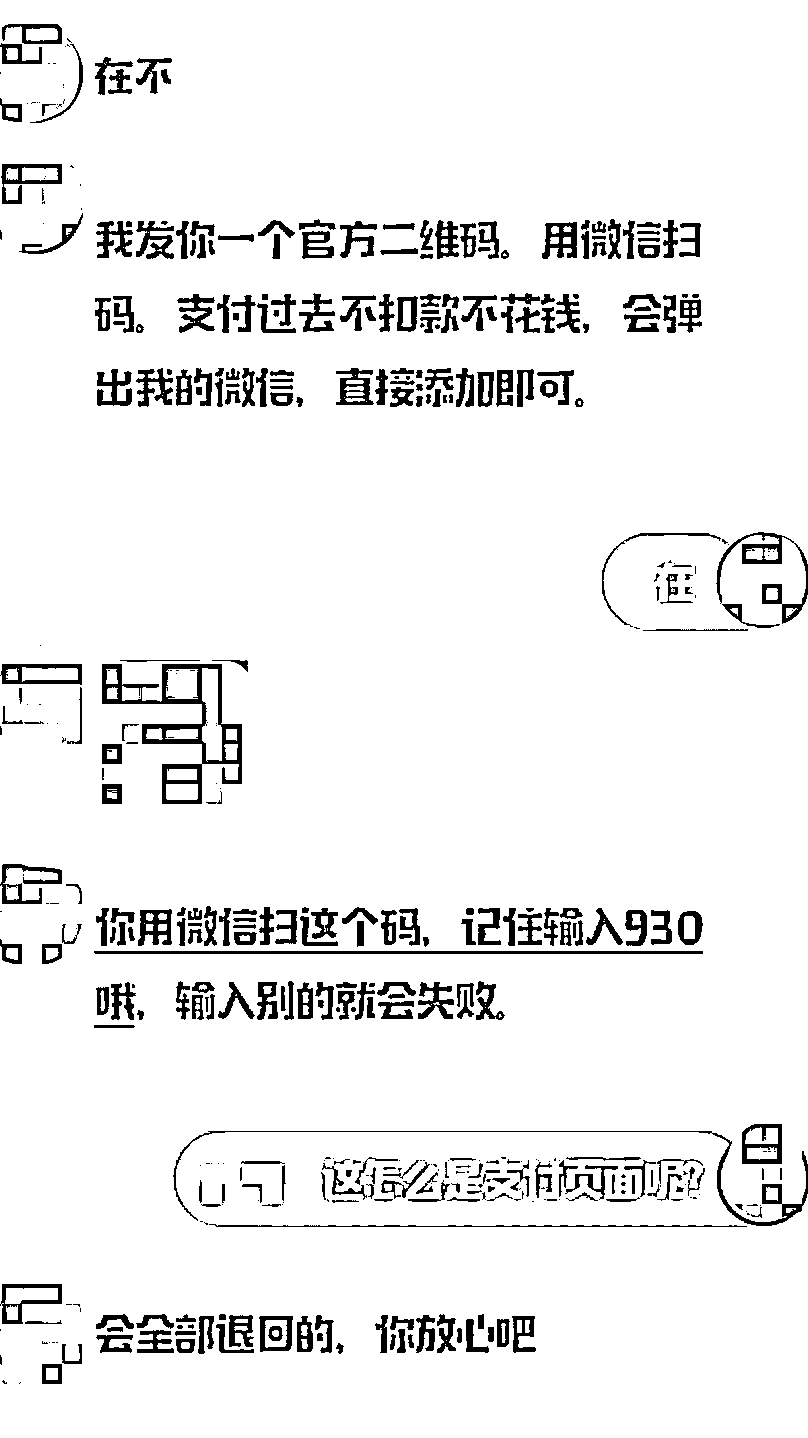 在不
我发你一个官方二维码。用微信扫
码。支付过去不扣款不花钱，会弹
出我的微信，直接添加即可。
在
你用微信扫这个码，记住输入930
哦，输入别的就会失败。
这怎么是支付页面呢？
会全部退回的，你放心吧